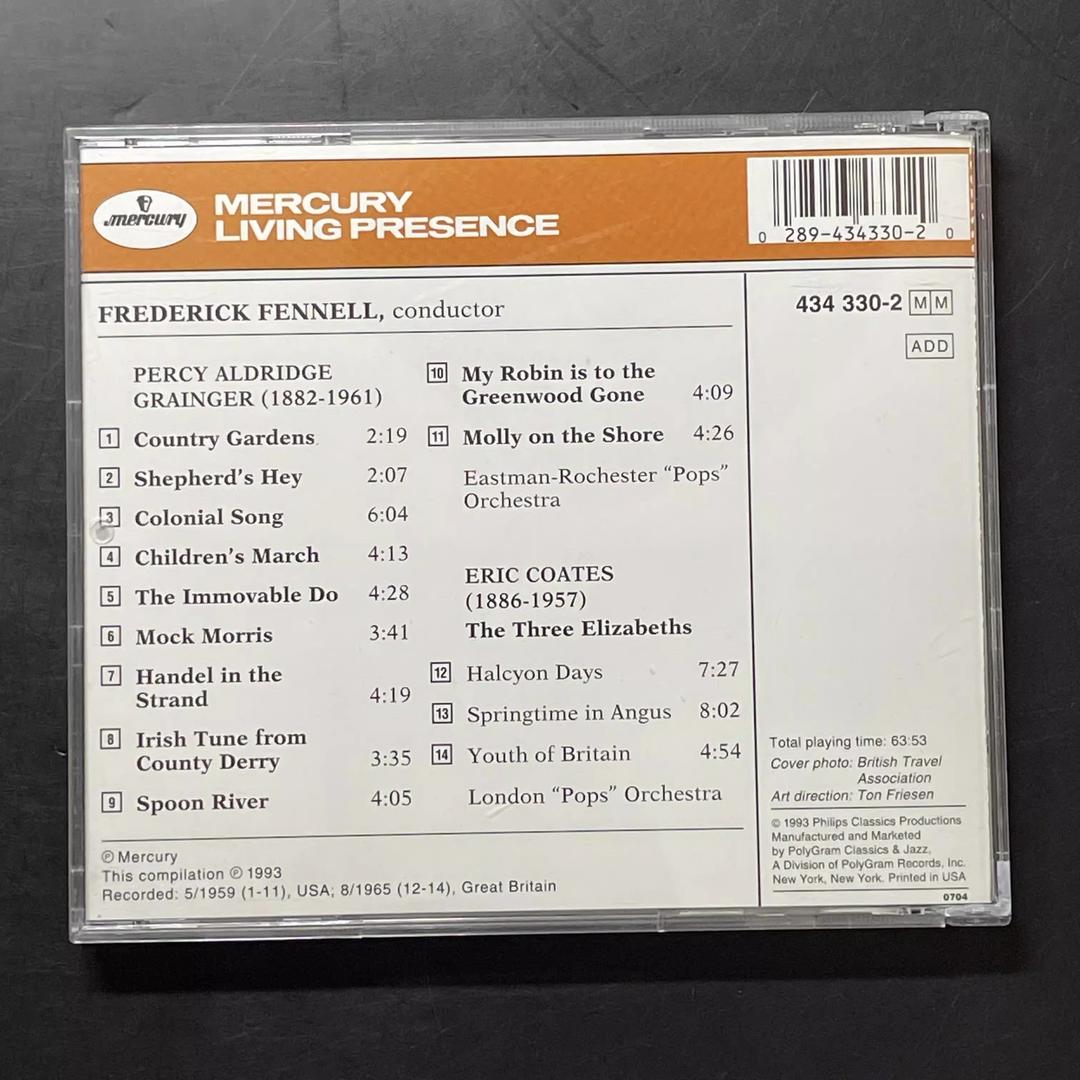 mercury
MERCURY
LIVING PRESENCE
0 289-434330-2 0
FREDERICK FENNELL, conductor
434 330-2 MM
ADD
PERCY ALDRIDGE
GRAINGER (1882-1961)
1 Country Gardens 2:19
2 Shepherd's Hey 2:07
3 Colonial Song 6:04
4 Children's March 4:13
5 The Immovable Do 4:28
6 Mock Morris 3:41
7 Handel in the
Strand 4:19
8 Irish Tune from
County Derry 3:35
9 Spoon River 4:05
10 My Robin is to the
Greenwood Gone 4:09
11 Molly on the Shore 4:26
Eastman-Rochester “Pops”
Orchestra
ERIC COATES
(1886-1957)
The Three Elizabeths
12 Halcyon Days 7:27
13 Springtime in Angus 8:02
14 Youth of Britain 4:54
London “Pops” Orchestra
℗ Mercury
This compilation ℗ 1993
Recorded: 5/1959 (1-11), USA; 8/1965 (12-14), Great Britain
Total playing time: 63:53
Cover photo: British Travel
Association
Art direction: Ton Friesen
© 1993 Philips Classics Productions
Manufactured and Marketed
by PolyGram Classics & Jazz,
A Division of PolyGram Records, Inc.
New York, New York. Printed in USA
0704